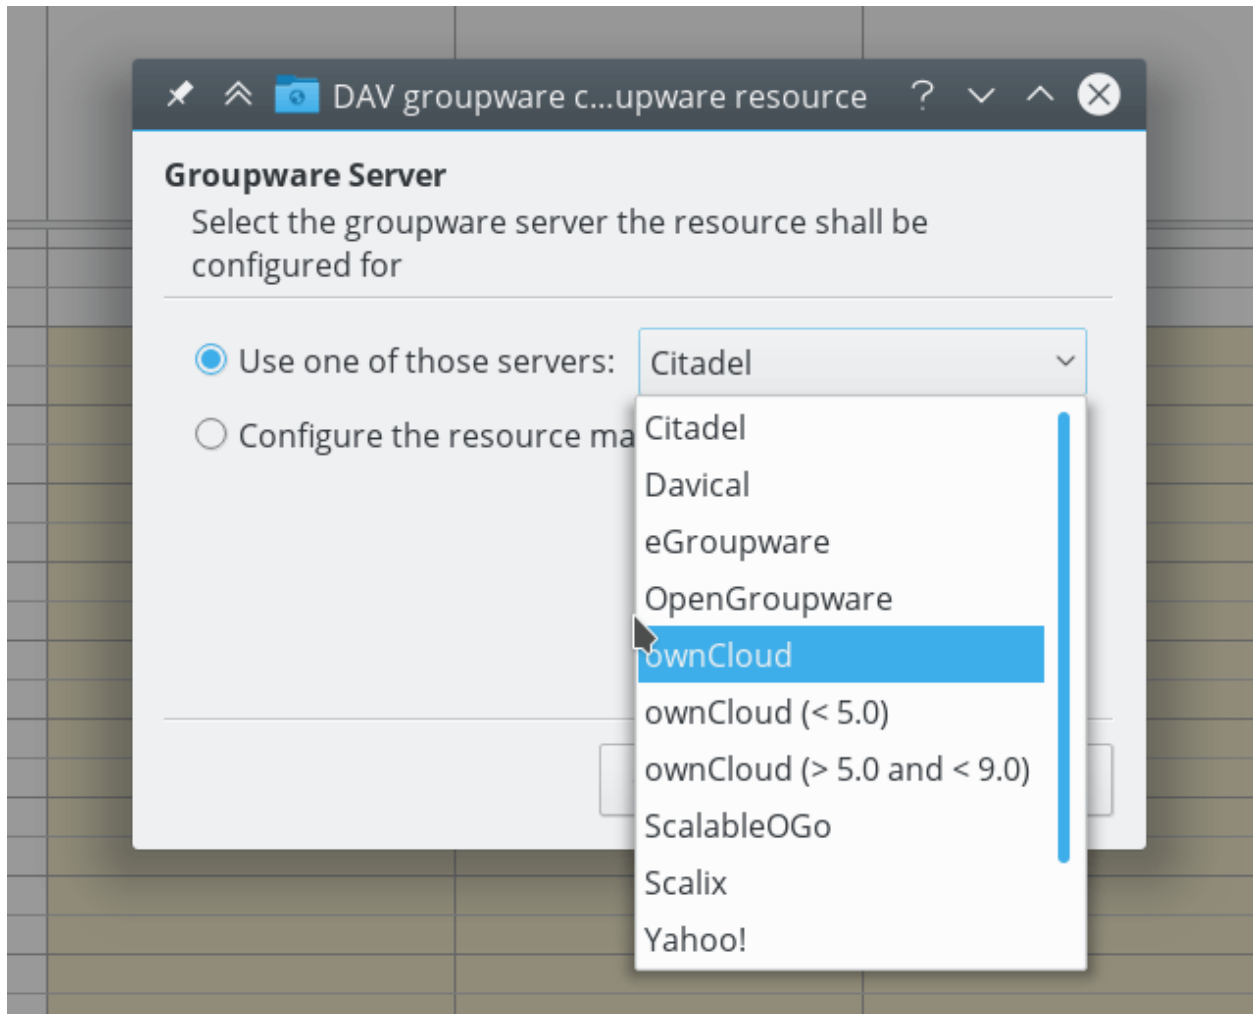 DAV groupware c...upware resource
Groupware Server
Select the groupware server the resource shall be
configured for
Use one of those servers:
Citadel
Configure the resource ma
Citadel
Davical
eGroupware
OpenGroupware
ownCloud
ownCloud (< 5.0)
ownCloud (> 5.0 and < 9.0)
ScalableOGo
Scalix
Yahoo!